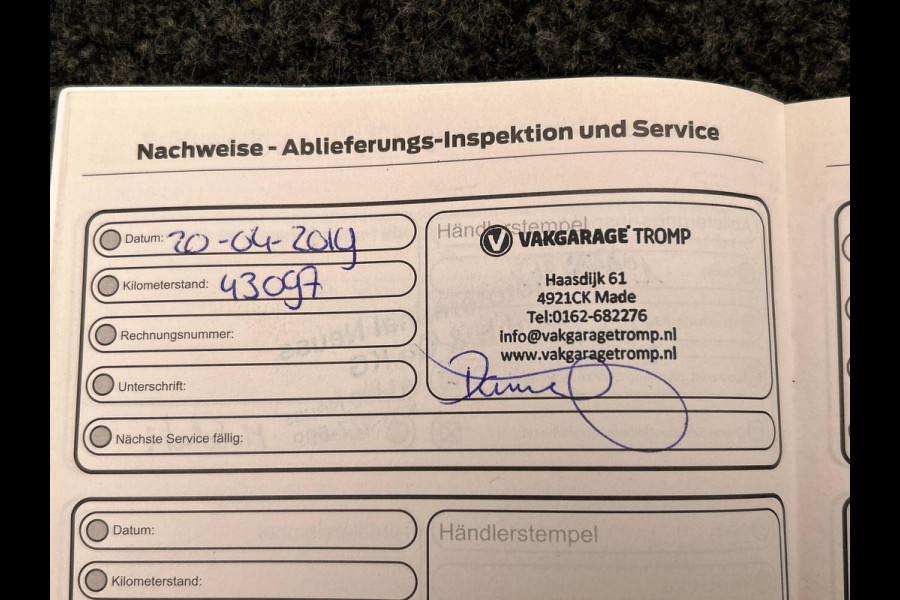 Nachweise - Ablieferungs-Inspektion und Service
Datum: 20-04-2019
Kilometerstand: 43097
Rechnungsnummer:
Unterschrift:
Händlerstempel
V VAKGARAGE TROMP
Haasdijk 61
4921CK Made
Tel:0162-682276
info@vakgaragetromp.nl
www.vakgaragetromp.nl
Nächste Service fällig:
Datum:
Kilometerstand:
Händlerstempel